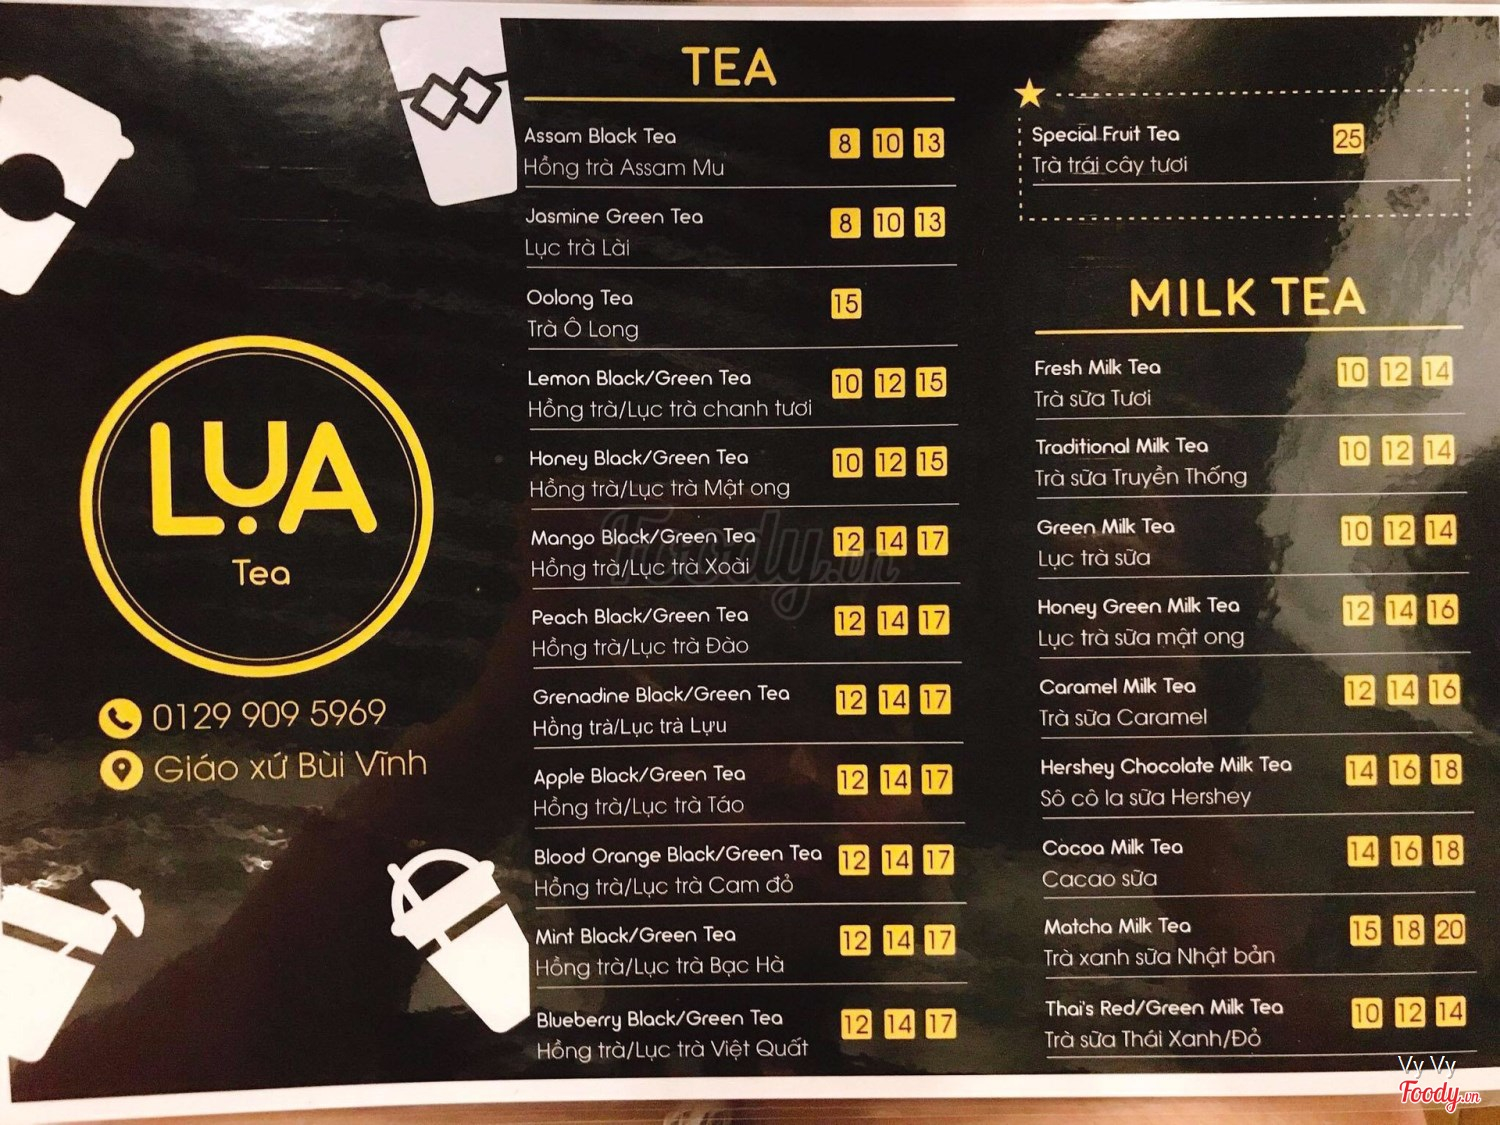 LỤA
Tea
0129 909 5969
Giáo xứ Bùi Vĩnh
TEA
Assam Black Tea 8 10 13
Hồng trà Assam Mu
Jasmine Green Tea 8 10 13
Lục trà Lài
Oolong Tea 15
Trà Ô Long
Lemon Black/Green Tea 10 12 15
Hồng trà/Lục trà chanh tươi
Honey Black/Green Tea 10 12 15
Hồng trà/Lục trà Mật ong
Mango Black/Green Tea 12 14 17
Hồng trà/Lục trà Xoài
Peach Black/Green Tea 12 14 17
Hồng trà/Lục trà Đào
Grenadine Black/Green Tea 12 14 17
Hồng trà/Lục trà Lựu
Apple Black/Green Tea 12 14 17
Hồng trà/Lục trà Táo
Blood Orange Black/Green Tea 12 14 17
Hồng trà/Lục trà Cam đỏ
Mint Black/Green Tea 12 14 17
Hồng trà/Lục trà Bạc Hà
Blueberry Black/Green Tea 12 14 17
Hồng trà/Lục trà Việt Quất
Special Fruit Tea 25
Trà trái cây tươi
MILK TEA
Fresh Milk Tea 10 12 14
Trà sữa Tươi
Traditional Milk Tea 10 12 14
Trà sữa Truyền Thống
Green Milk Tea 10 12 14
Lục trà sữa
Honey Green Milk Tea 12 14 16
Lục trà sữa mật ong
Caramel Milk Tea 12 14 16
Trà sữa Caramel
Hershey Chocolate Milk Tea 14 16 18
Sô cô la sữa Hershey
Cocoa Milk Tea 14 16 18
Cacao sữa
Matcha Milk Tea 15 18 20
Trà xanh sữa Nhật bản
Thai's Red/Green Milk Tea 10 12 14
Trà sữa Thái Xanh/Đỏ
Foody.vn
Vy Vy
Foody.vn